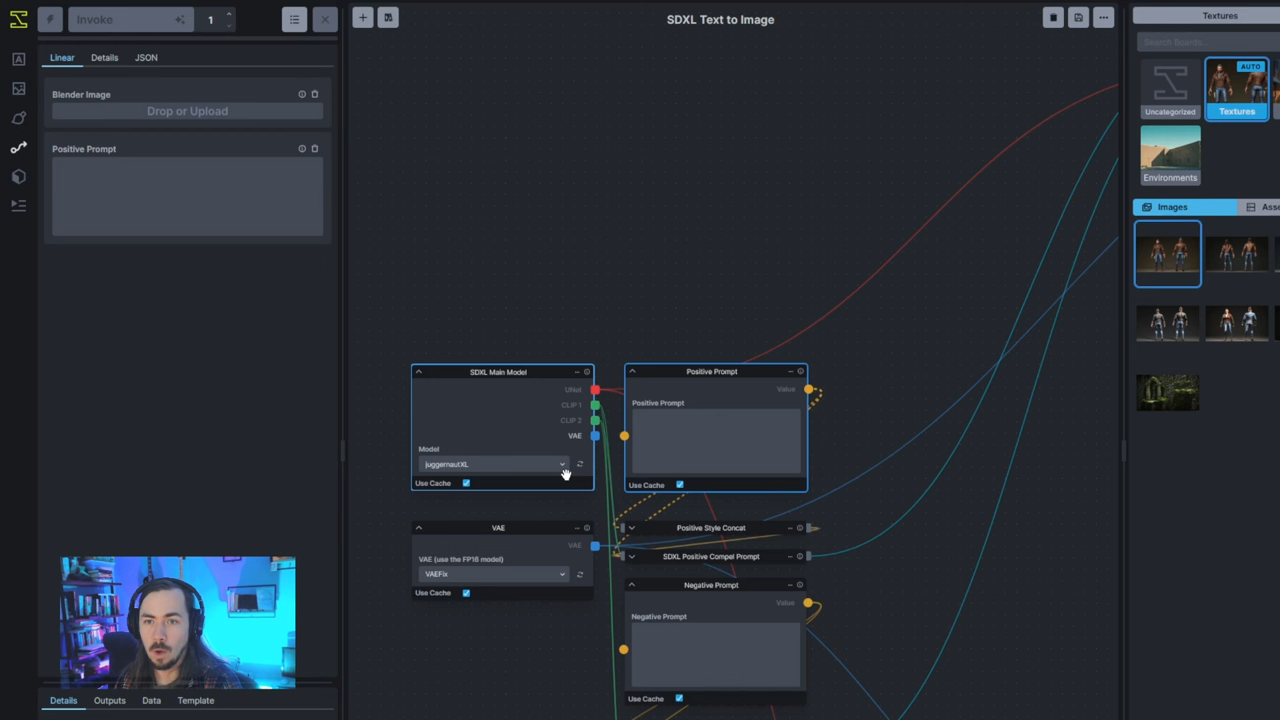 Invoke
1
SDXL Text to Image
Textures
Linear
Details
JSON
Search Boards...
AUTO
Uncategorized
Textures
Environments
Blender Image
Drop or Upload
Positive Prompt
Images
SDXL Main Model
UNet
CLIP 1
CLIP 2
VAE
Model
juggernautXL
Use Cache
Positive Prompt
Value
Positive Prompt
Use Cache
VAE
VAE
VAE (use the FP16 model)
VAEFix
Use Cache
Positive Style Concat
SDXL Positive Compel Prompt
Negative Prompt
Value
Negative Prompt
Use Cache
Details
Outputs
Data
Template